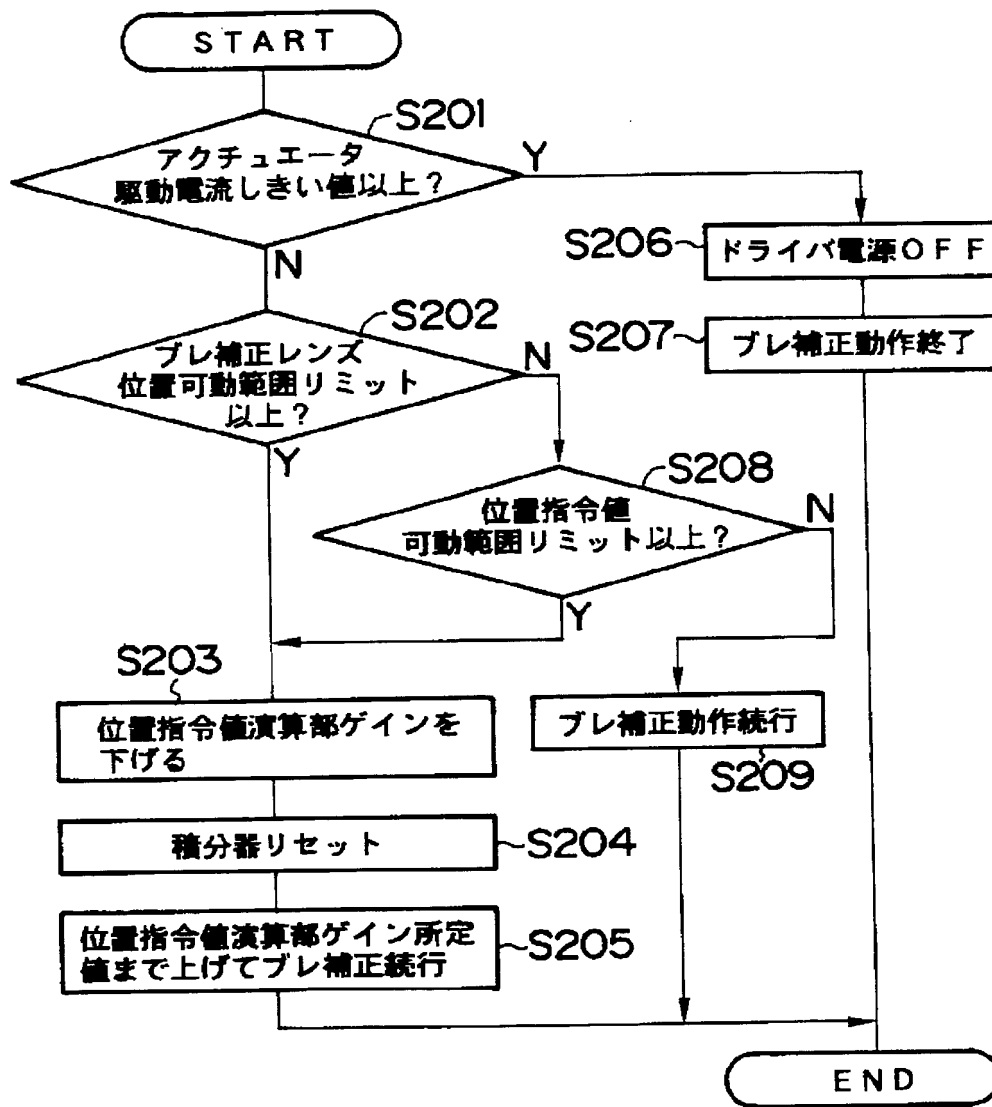 START
S201
アクチュエータ
駆動電流しきい値以上？
Y
N
S206
ドライバ電源OFF
S202
ブレ補正レンズ
位置可動範囲リミット
以上？
N
Y
S207
ブレ補正動作終了
S208
位置指令値
可動範囲リミット以上？
N
Y
S203
位置指令値演算部ゲインを
下げる
ブレ補正動作続行
S209
積分器リセット
S204
位置指令値演算部ゲイン所定
値まで上げてブレ補正続行
S205
END